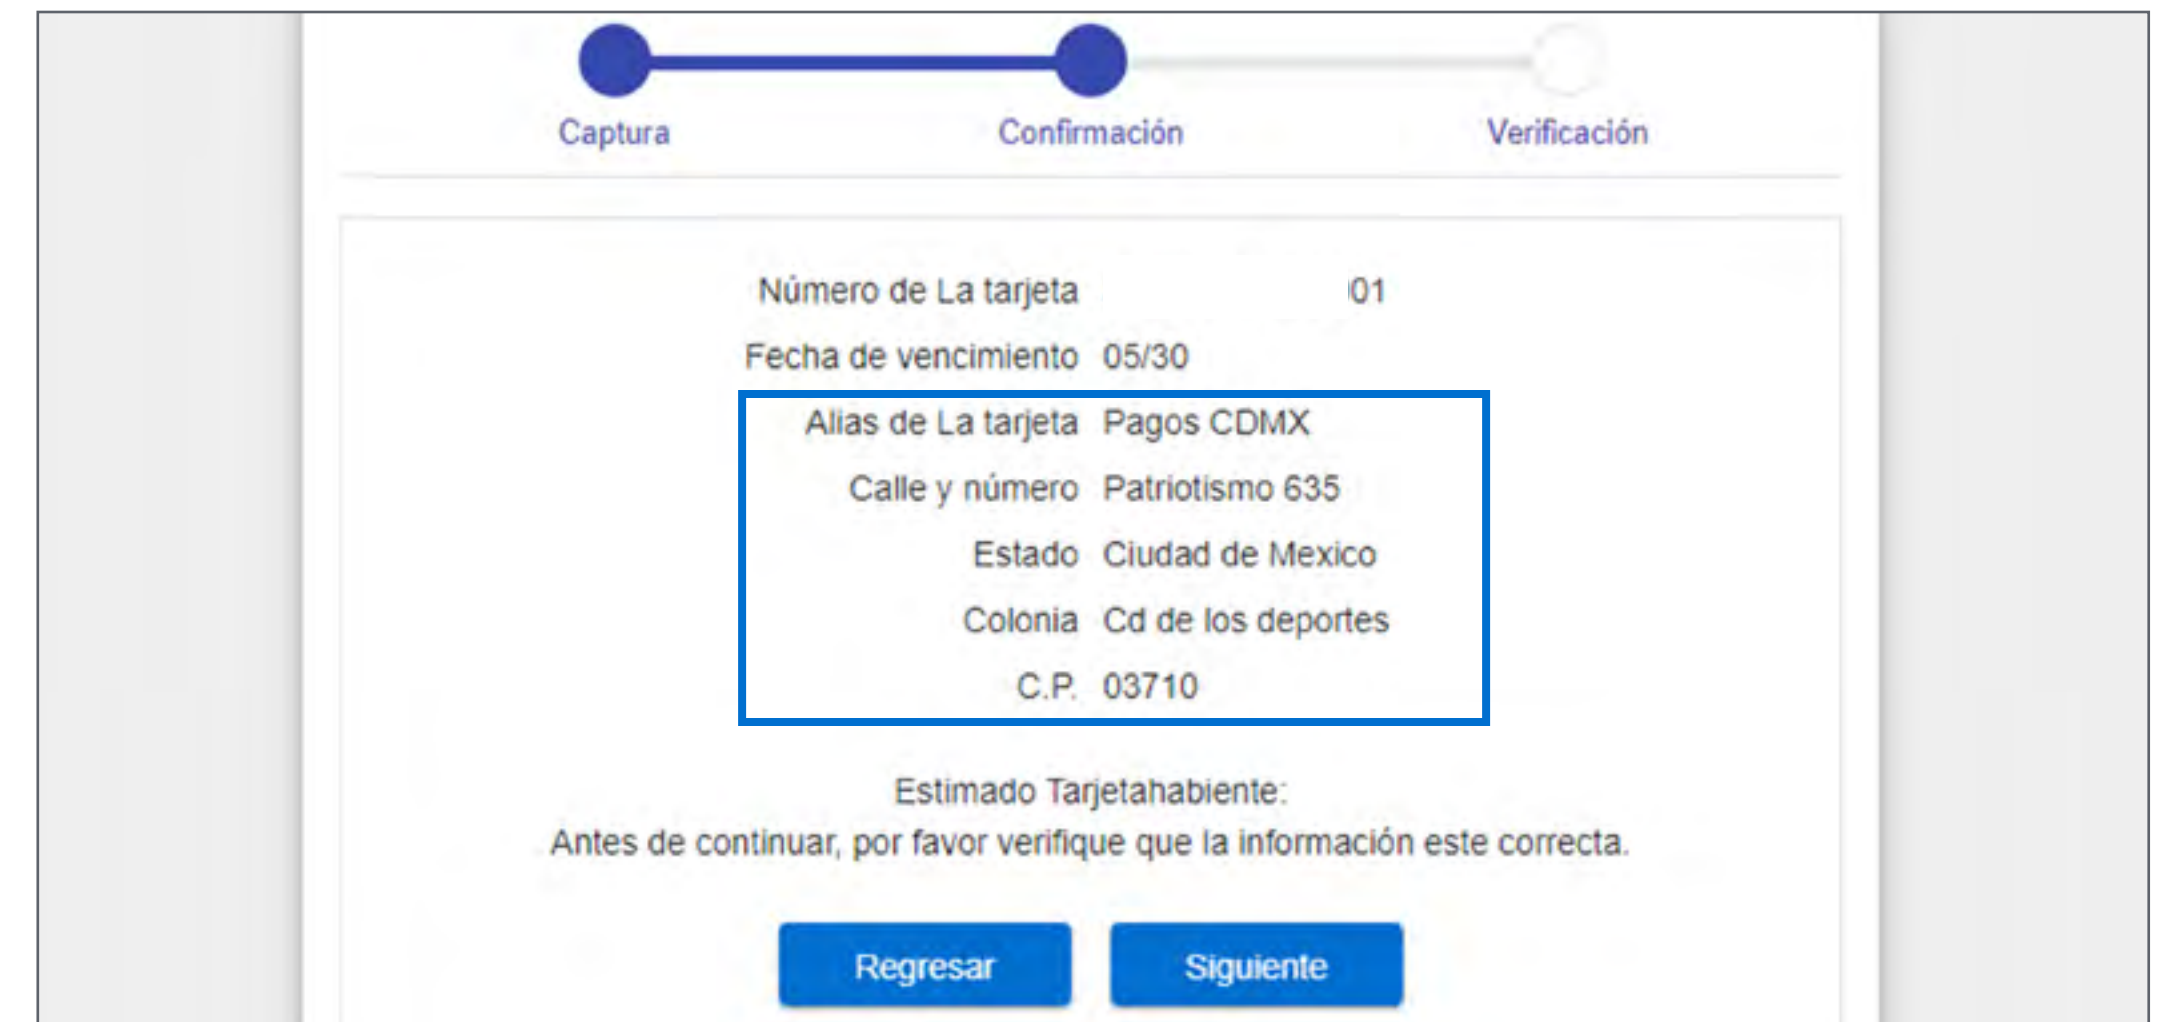 Captura Confirmación Verificación
Número de La tarjeta 01
Fecha de vencimiento 05/30
Alias de La tarjeta Pagos CDMX
Calle y número Patriotismo 635
Estado Ciudad de Mexico
Colonia Cd de los deportes
C.P. 03710
Estimado Tarjetahabiente:
Antes de continuar, por favor verifique que la información este correcta.
Regresar Siguiente